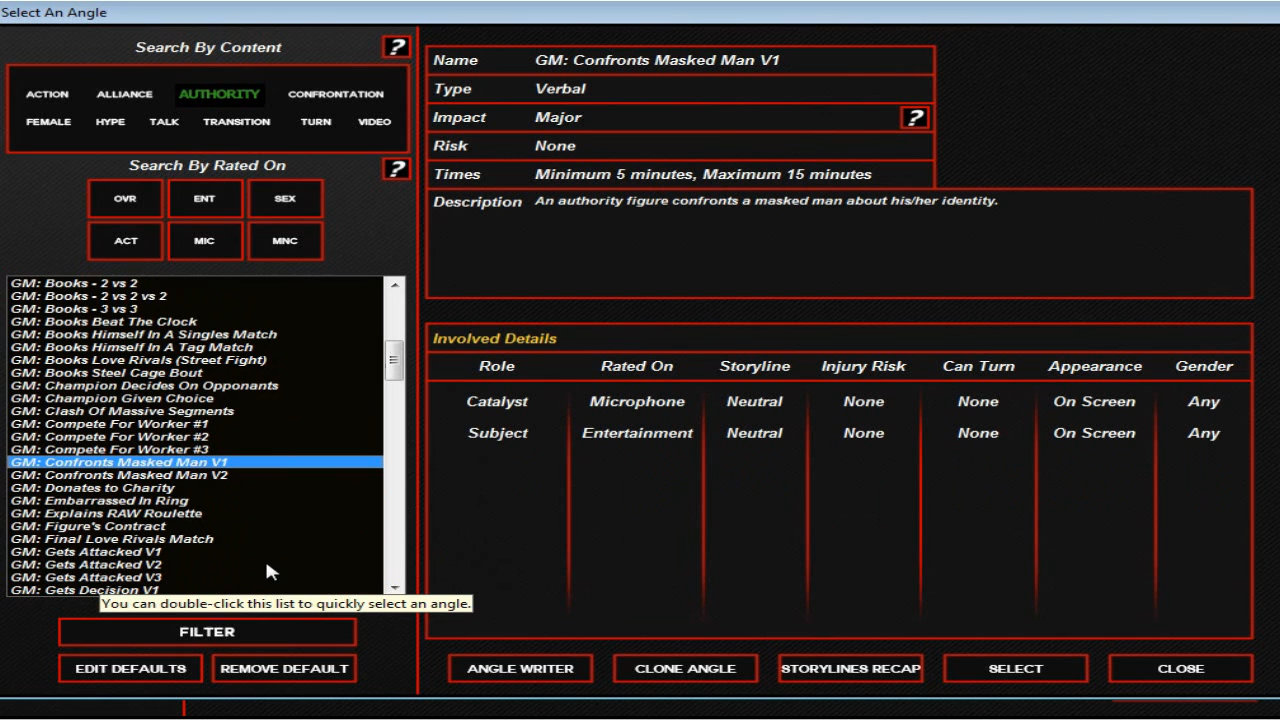 Select An Angle
Search By Content
?
ACTION ALLIANCE AUTHORITY CONFRONTATION
FEMALE HYPE TALK TRANSITION TURN VIDEO
Search By Rated On
?
OVR ENT SEX
ACT MIC MNC
GM: Books - 2 vs 2
GM: Books - 2 vs 2 vs 2
GM: Books - 3 vs 3
GM: Books Beat The Clock
GM: Books Himself In A Singles Match
GM: Books Himself In A Tag Match
GM: Books Love Rivals (Street Fight)
GM: Books Steel Cage Bout
GM: Champion Decides On Opponants
GM: Champion Given Choice
GM: Clash Of Massive Segments
GM: Compete For Worker #1
GM: Compete For Worker #2
GM: Compete For Worker #3
GM: Confronts Masked Man V1
GM: Confronts Masked Man V2
GM: Donates to Charity
GM: Embarrassed In Ring
GM: Explains RAW Roulette
GM: Figure's Contract
GM: Final Love Rivals Match
GM: Gets Attacked V1
GM: Gets Attacked V2
GM: Gets Attacked V3
GM: Gets Decision V1
You can double-click this list to quickly select an angle.
FILTER
EDIT DEFAULTS REMOVE DEFAULT
Name GM: Confronts Masked Man V1
Type Verbal
Impact Major ?
Risk None
Times Minimum 5 minutes, Maximum 15 minutes
Description An authority figure confronts a masked man about his/her identity.
Involved Details
Role Rated On Storyline Injury Risk Can Turn Appearance Gender
Catalyst Microphone Neutral None None On Screen Any
Subject Entertainment Neutral None None On Screen Any
ANGLE WRITER CLONE ANGLE STORYLINES RECAP SELECT CLOSE